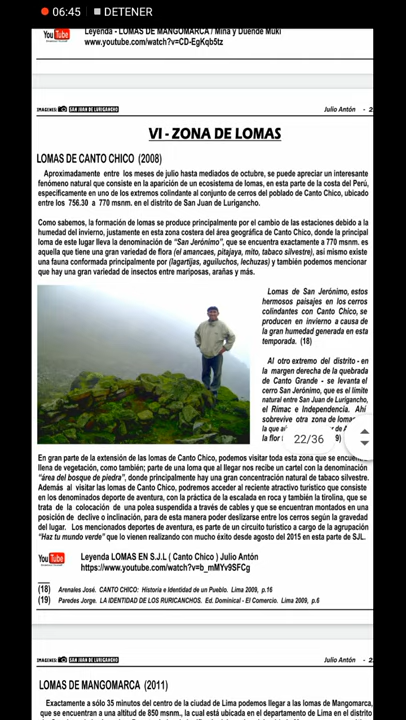 06:45 DETENER
Leyenda - LOMAS DE MANGOMARCA / Mina y Duende Muki
You Tube www.youtube.com/watch?v=CD-EgKqb5tz
IMAGENES: SAN JUAN DE LURIGANCHO Julio Antón - 2
VI - ZONA DE LOMAS
LOMAS DE CANTO CHICO (2008)
Aproximadamente entre los meses de julio hasta mediados de octubre, se puede apreciar un interesante
fenómeno natural que consiste en la aparición de un ecosistema de lomas, en esta parte de la costa del Perú,
específicamente en uno de los extremos colindante al conjunto de cerros del poblado de Canto Chico, ubicado
entre los 756.30 a 770 msnm. en el distrito de San Juan de Lurigancho.
Como sabemos, la formación de lomas se produce principalmente por el cambio de las estaciones debido a la
humedad del invierno, justamente en esta zona costera del área geográfica de Canto Chico, donde la principal
loma de este lugar lleva la denominación de "San Jerónimo", que se encuentra exactamente a 770 msnm. es
aquella que tiene una gran variedad de flora (el amancaes, pitajaya, mito, tabaco silvestre), así mismo existe
una fauna conformada principalmente por (lagartijas, aguiluchos, lechuzas) y también podemos mencionar
que hay una gran variedad de insectos entre mariposas, arañas y más.
Lomas de San Jerónimo, estos
hermosos paisajes en los cerros
colindantes con Canto Chico, se
producen en invierno a causa de
la gran humedad generada en esta
temporada. (18)
Al otro extremo del distrito - en
la margen derecha de la quebrada
de Canto Grande - se levanta el
cerro San Jerónimo, que es el límite
natural entre San Juan de Lurigancho,
el Rimac e Independencia. Ahí
sobrevive otra zona de lomas
la que
la flor 22/36 9)
En gran parte de la extensión de las lomas de Canto Chico, podemos visitar toda esta zona que se encuentra
llena de vegetación, como también; parte de una loma que al llegar nos recibe un cartel con la denominación
"área del bosque de piedra", donde principalmente hay una gran concentración natural de tabaco silvestre.
Además al visitar las lomas de Canto Chico, podremos acceder al reciente atractivo turístico que consiste
en los denominados deporte de aventura, con la práctica de la escalada en roca y también la tirolina, que se
trata de la colocación de una polea suspendida a través de cables y que se encuentran montados en una
posición de declive o inclinación, para de esta manera poder deslizarse entre los cerros según la gravedad
del lugar. Los mencionados deportes de aventura, es parte de un circuito turístico a cargo de la agrupación
"Haz tu mundo verde" que lo vienen realizando con mucho éxito desde agosto del 2015 en esta parte de SJL.
You Tube Leyenda LOMAS EN S.J.L ( Canto Chico ) Julio Antón
https://www.youtube.com/watch?v=b_mMYv9SFCg
(18) Arenales José. CANTO CHICO: Historia e Identidad de un Pueblo. Lima 2009, p.16
(19) Paredes Jorge. LA IDENTIDAD DE LOS RURICANCHOS. Ed. Dominical - El Comercio. Lima 2009, p.6
IMAGENES: SAN JUAN DE LURIGANCHO Julio Antón - 2
LOMAS DE MANGOMARCA (2011)
Exactamente a sólo 35 minutos del centro de la ciudad de Lima podemos llegar a las lomas de Mangomarca,
que se encuentran a una altitud de 850 msnm., la cual está ubicada en el departamento de Lima en el distrito